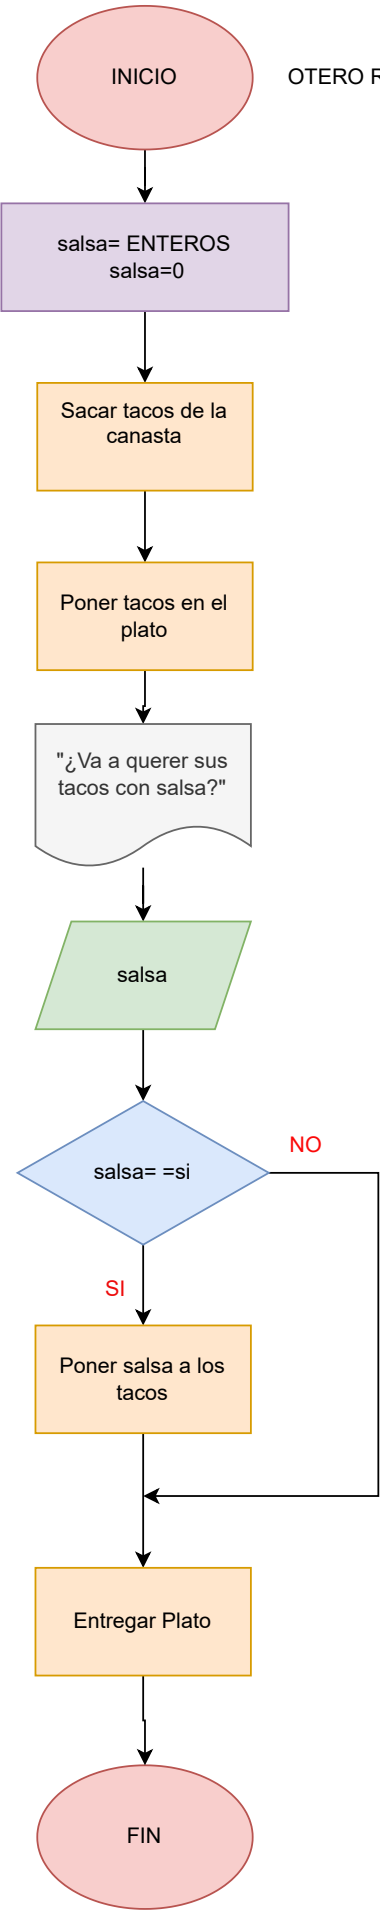 INICIO
OTERO
salsa= ENTEROS
salsa=0
Sacar tacos de la
canasta
Poner tacos en el
plato
"¿Va a querer sus
tacos con salsa?"
salsa
salsa= =si
NO
SI
Poner salsa a los
tacos
Entregar Plato
FIN